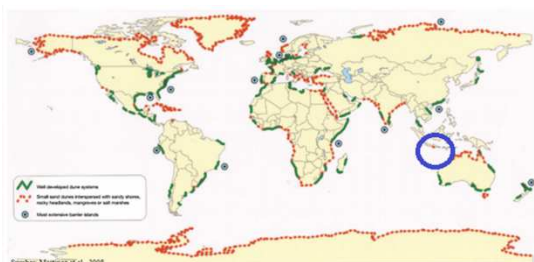 Well developed dune systems
Small sand dunes interspersed with sandy shores,
rocky headlands, mangroves or salt marshes
Most extensive barrier islands